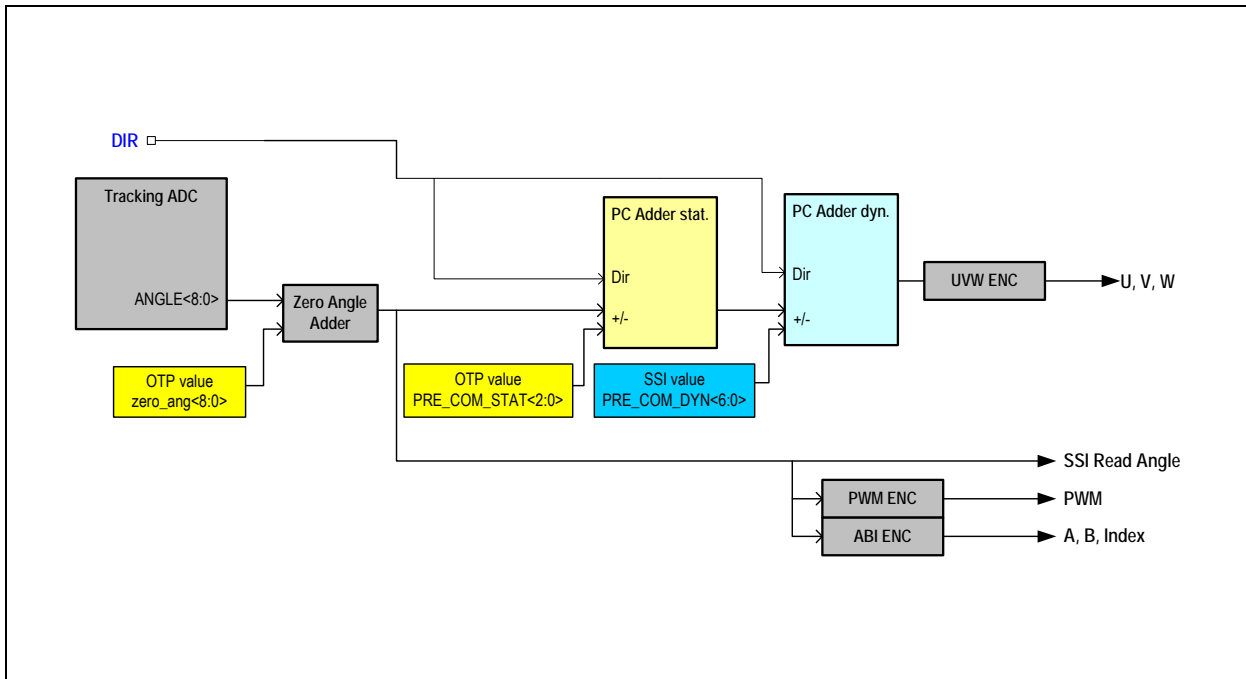 DIR
Tracking ADC
PC Adder stat.
PC Adder dyn.
Dir
Dir
UVW ENC
U, V, W
ANGLE<8:0>
Zero Angle
Adder
+/-
+/-
OTP value
zero_ang<8:0>
OTP value
PRE_COM_STAT<2:0>
SSI value
PRE_COM_DYN<6:0>
SSI Read Angle
PWM ENC
PWM
ABI ENC
A, B, Index